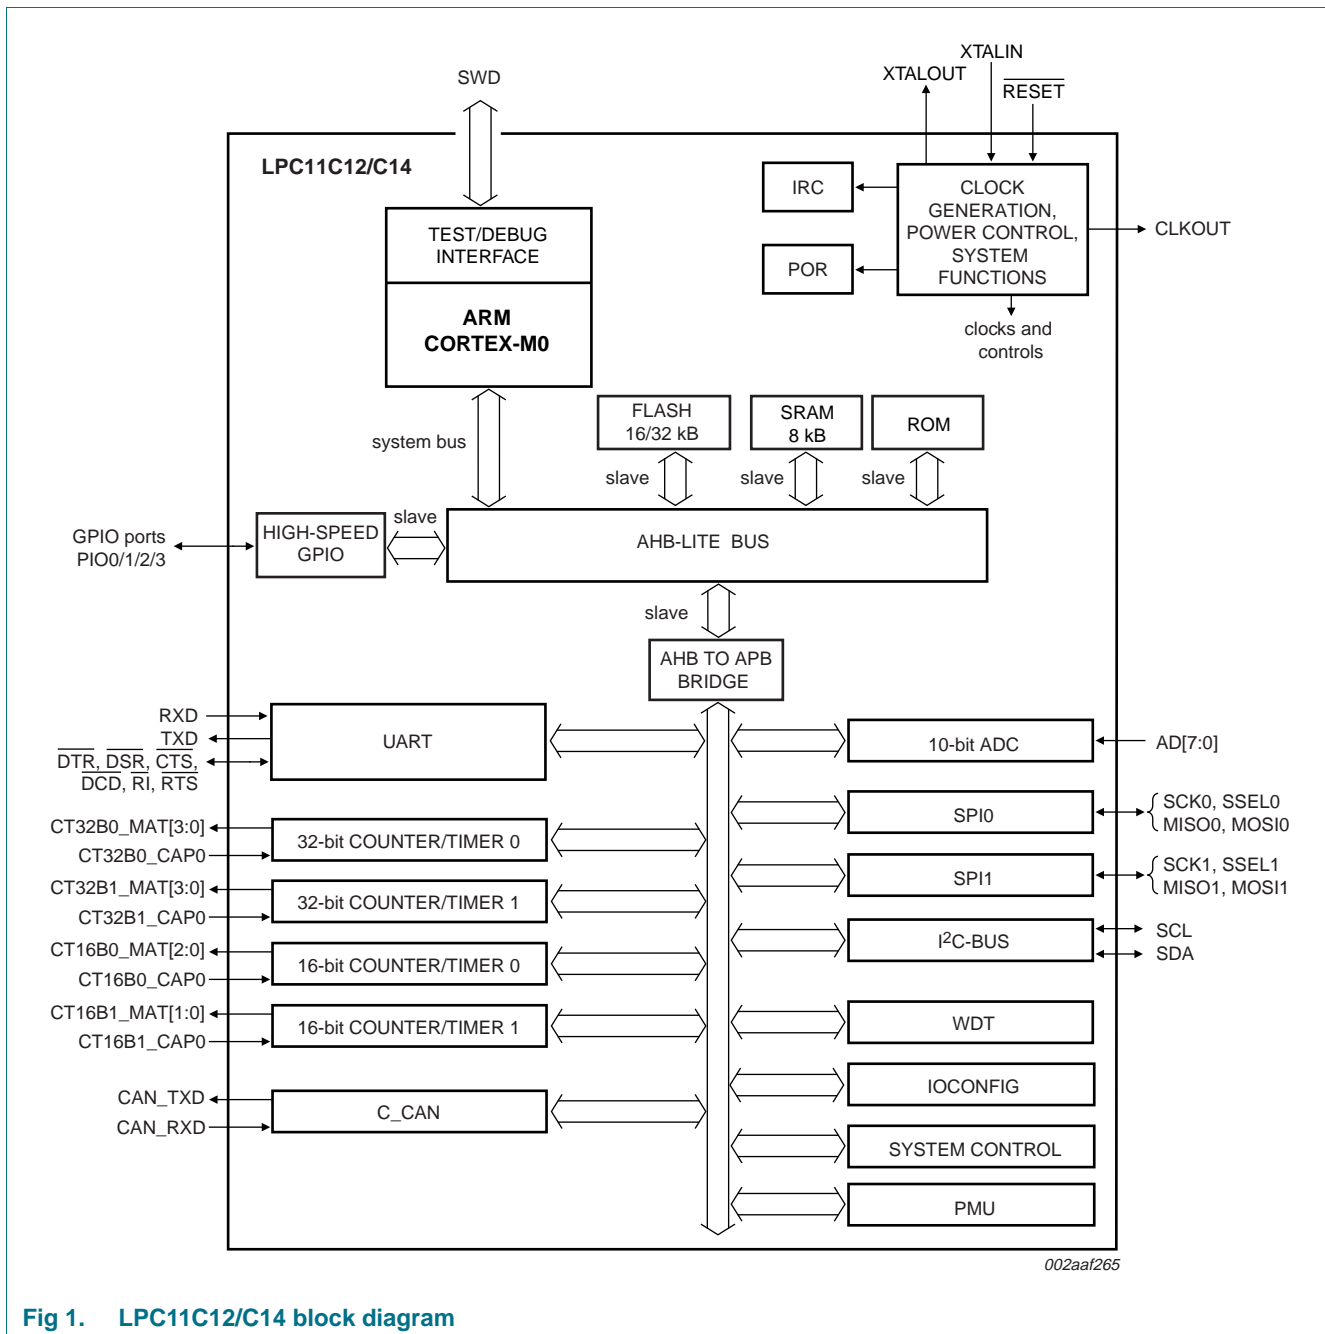 SWD
XTALIN
XTALOUT
RESET
LPC11C12/C14
IRC
CLOCK
GENERATION,
POWER CONTROL,
SYSTEM
FUNCTIONS
CLKOUT
TEST/DEBUG
INTERFACE
POR
ARM
CORTEX-M0
clocks and
controls
FLASH
16/32 kB
SRAM
8 kB
ROM
system bus
slave
slave
slave
slave
GPIO ports
PIO0/1/2/3
HIGH-SPEED
GPIO
AHB-LITE BUS
slave
AHB TO APB
BRIDGE
RXD
TXD
DTR, DSR, CTS,
DCD, RI, RTS
UART
10-bit ADC
AD[7:0]
CT32B0_MAT[3:0]
CT32B0_CAP0
32-bit COUNTER/TIMER 0
SPI0
SCK0, SSEL0
MISO0, MOSI0
CT32B1_MAT[3:0]
CT32B1_CAP0
32-bit COUNTER/TIMER 1
SPI1
SCK1, SSEL1
MISO1, MOSI1
CT16B0_MAT[2:0]
CT16B0_CAP0
16-bit COUNTER/TIMER 0
I²C-BUS
SCL
SDA
CT16B1_MAT[1:0]
CT16B1_CAP0
16-bit COUNTER/TIMER 1
WDT
IOCONFIG
CAN_TXD
CAN_RXD
C_CAN
SYSTEM CONTROL
PMU
002aaf265
Fig 1. LPC11C12/C14 block diagram